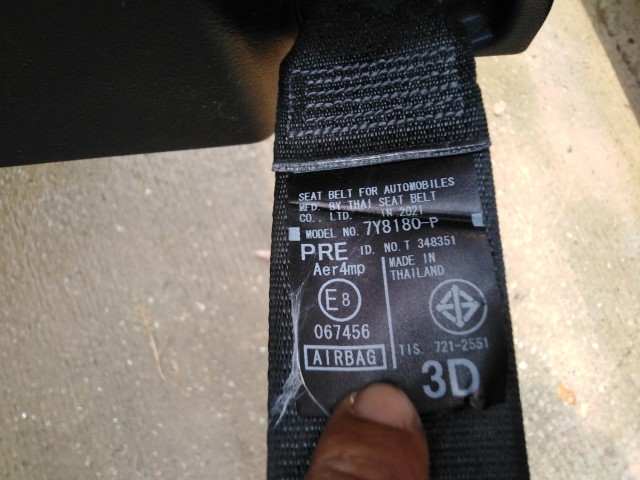 SEAT BELT FOR AUTOMOBILES
MFD. BY THAI SEAT BELT
CO., LTD. IN 2021
MODEL NO. 7Y8180-P
PRE ID. NO. T 348351
Aer4mp
MADE IN
THAILAND
E8
067456
AIRBAG
TIS. 721-2551
3D